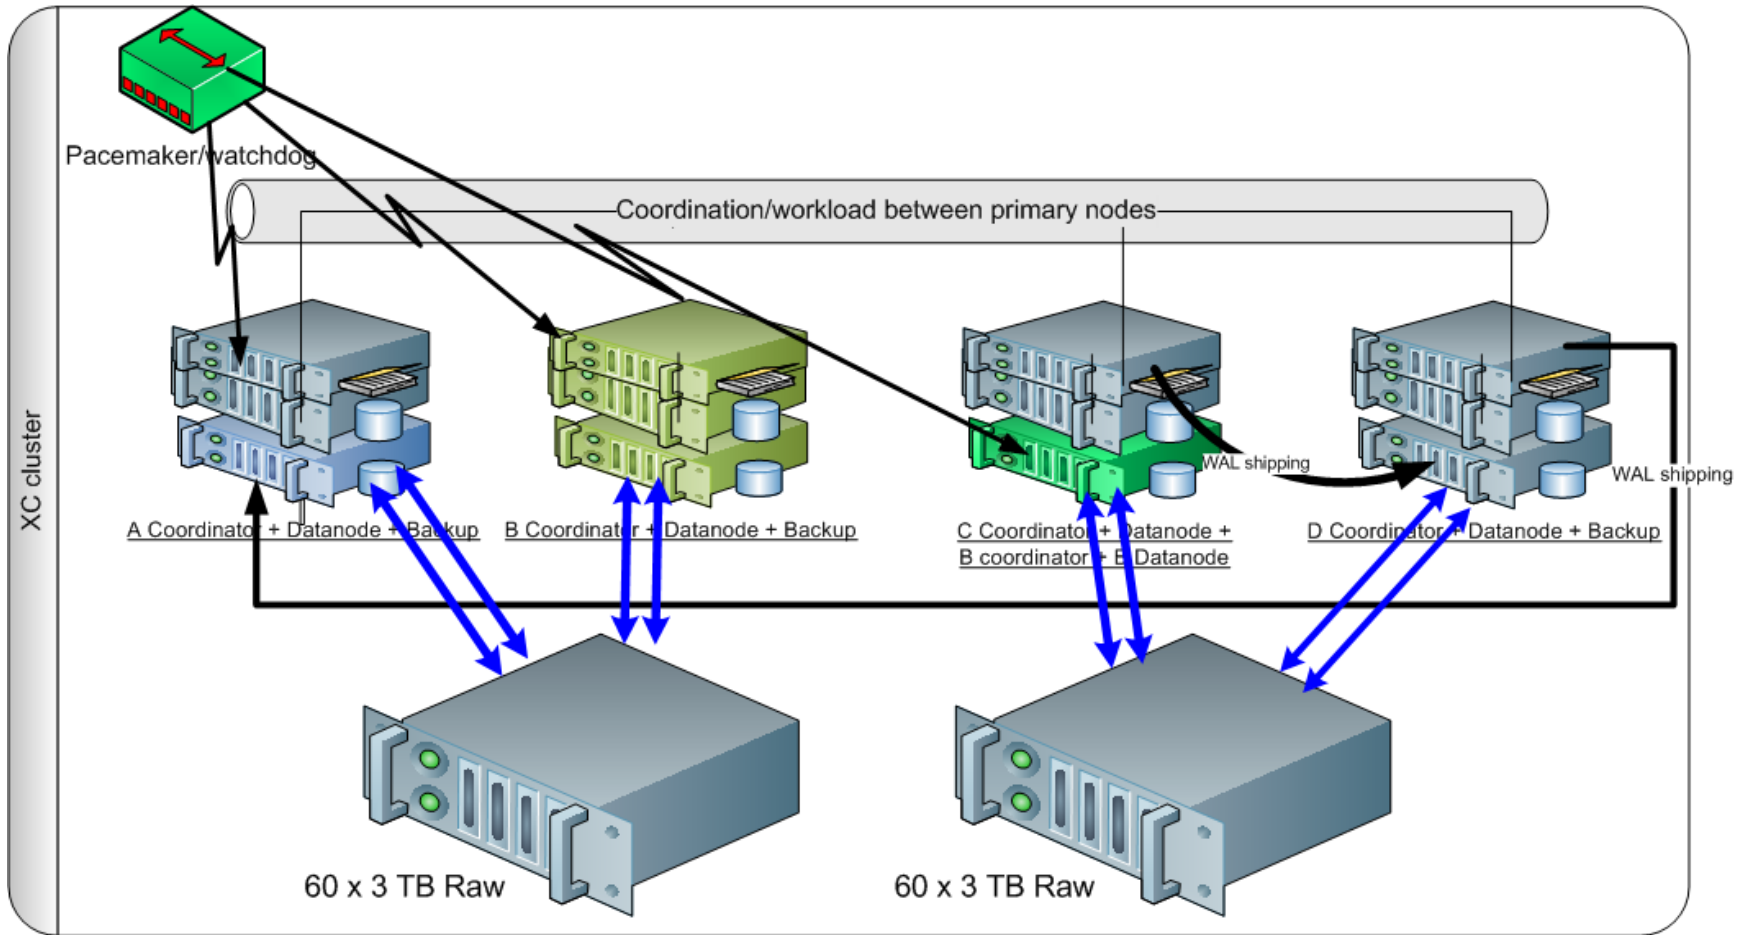 Pacemaker/watchdog
Coordination/workload between primary nodes
XC cluster
WAL shipping
WAL shipping
A Coordinator + Datanode + Backup
B Coordinator + Datanode + Backup
C Coordinator + Datanode +
B coordinator + B Datanode
D Coordinator + Datanode + Backup
60 x 3 TB Raw
60 x 3 TB Raw